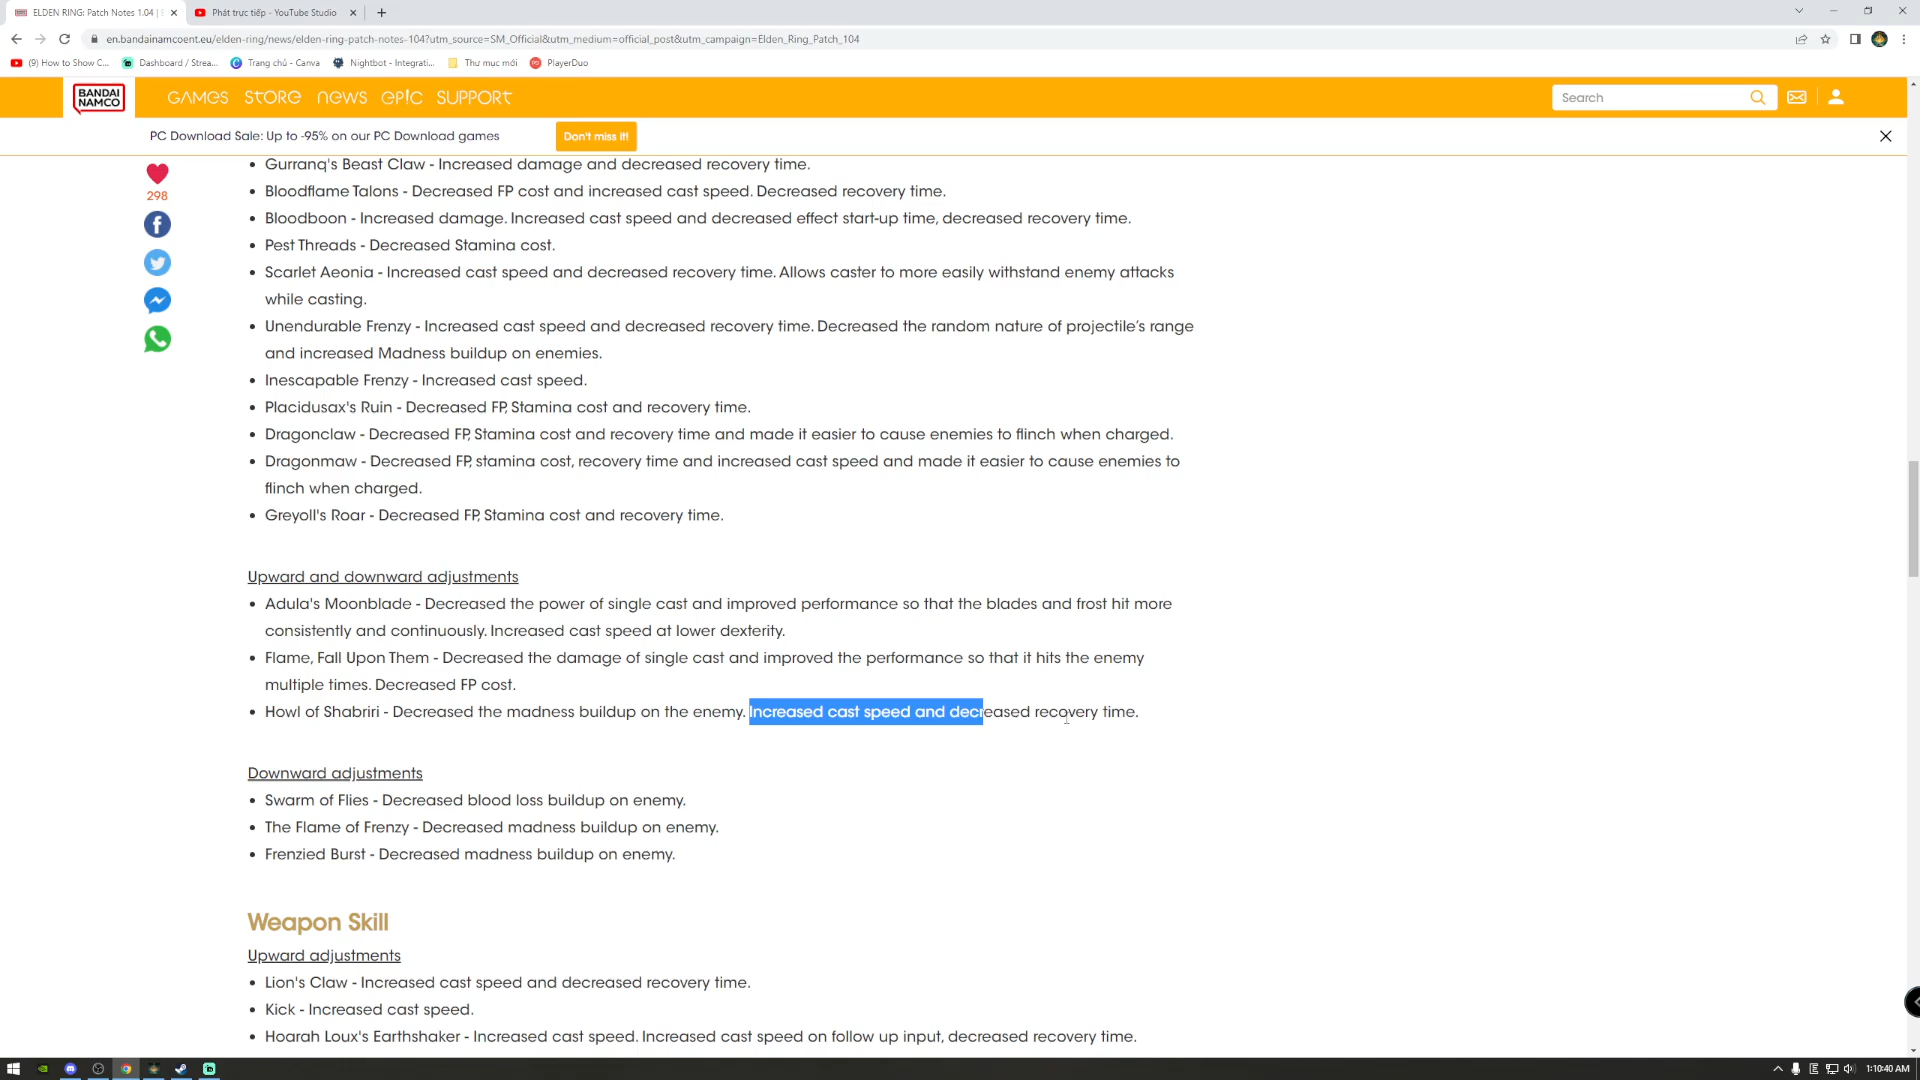 ELDEN RING: Patch Notes 1.04 |
Phát trực tiếp - YouTube Studio
en.bandainamcoent.eu/elden-ring/news/elden-ring-patch-notes-104?utm_source=SM_Official&utm_medium=official_post&utm_campaign=Elden_Ring_Patch_104
(9) How to Show C...
Dashboard / Strea...
Trang chủ - Canva
Nightbot - Integrati...
Thư mục mới
PlayerDuo
BANDAI NAMCO
GAMES STORE NEWS EPIC SUPPORT
Search
PC Download Sale: Up to -95% on our PC Download games
Don't miss it!
298
• Gurranq's Beast Claw - Increased damage and decreased recovery time.
• Bloodflame Talons - Decreased FP cost and increased cast speed. Decreased recovery time.
• Bloodboon - Increased damage. Increased cast speed and decreased effect start-up time, decreased recovery time.
• Pest Threads - Decreased Stamina cost.
• Scarlet Aeonia - Increased cast speed and decreased recovery time. Allows caster to more easily withstand enemy attacks
while casting.
• Unendurable Frenzy - Increased cast speed and decreased recovery time. Decreased the random nature of projectile’s range
and increased Madness buildup on enemies.
• Inescapable Frenzy - Increased cast speed.
• Placidusax's Ruin - Decreased FP, Stamina cost and recovery time.
• Dragonclaw - Decreased FP, Stamina cost and recovery time and made it easier to cause enemies to flinch when charged.
• Dragonmaw - Decreased FP, stamina cost, recovery time and increased cast speed and made it easier to cause enemies to
flinch when charged.
• Greyoll's Roar - Decreased FP, Stamina cost and recovery time.
Upward and downward adjustments
• Adula's Moonblade - Decreased the power of single cast and improved performance so that the blades and frost hit more
consistently and continuously. Increased cast speed at lower dexterity.
• Flame, Fall Upon Them - Decreased the damage of single cast and improved the performance so that it hits the enemy
multiple times. Decreased FP cost.
• Howl of Shabriri - Decreased the madness buildup on the enemy. Increased cast speed and decreased recovery time.
Downward adjustments
• Swarm of Flies - Decreased blood loss buildup on enemy.
• The Flame of Frenzy - Decreased madness buildup on enemy.
• Frenzied Burst - Decreased madness buildup on enemy.
Weapon Skill
Upward adjustments
• Lion's Claw - Increased cast speed and decreased recovery time.
• Kick - Increased cast speed.
• Hoarah Loux's Earthshaker - Increased cast speed. Increased cast speed on follow up input, decreased recovery time.
1:10:40 AM